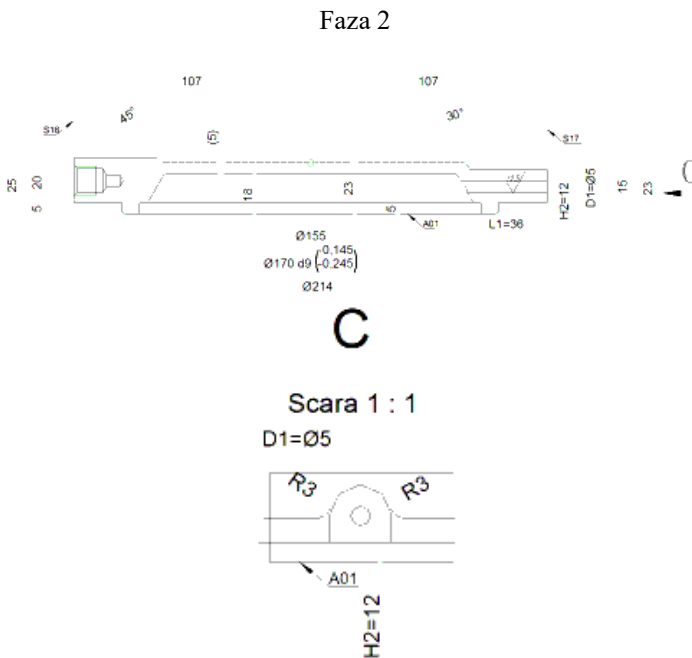 Faza 2
107 107
S16 45° (5) 30° S17
25 20 5 18 23 5 A01 L1=36 H2=12 D1=Ø5 15 23
Ø155
Ø170 d9 (-0.145
-0.245)
Ø214
C
Scara 1 : 1
D1=Ø5
R3 R3
A01
H2=12